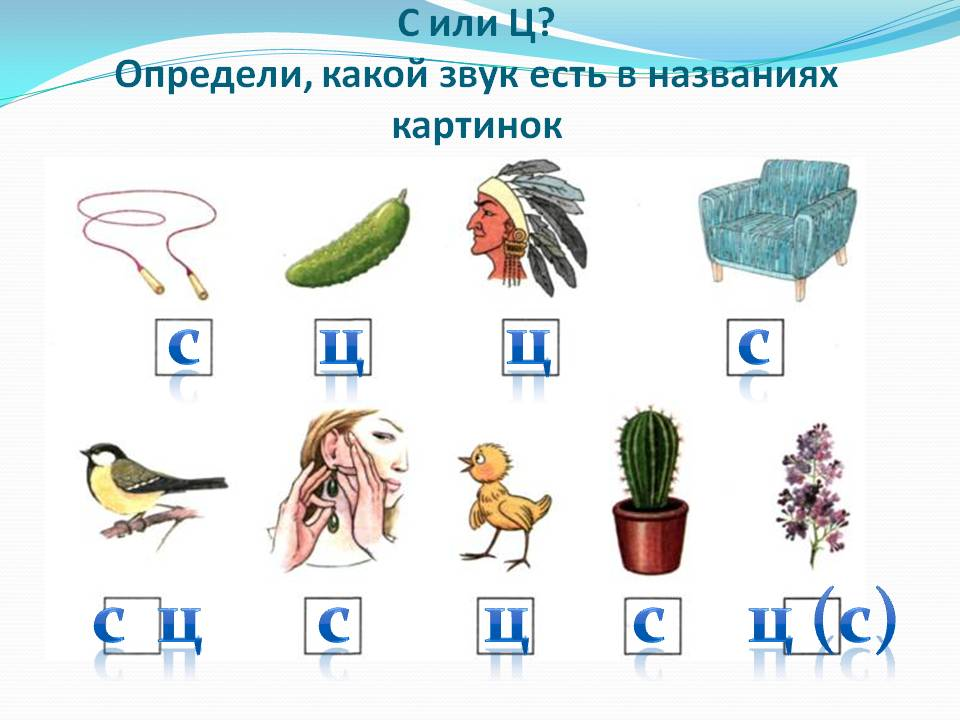 С или Ц?
Определи, какой звук есть в названиях
картинок
с ц ц с
с ц с ц с ц (с)